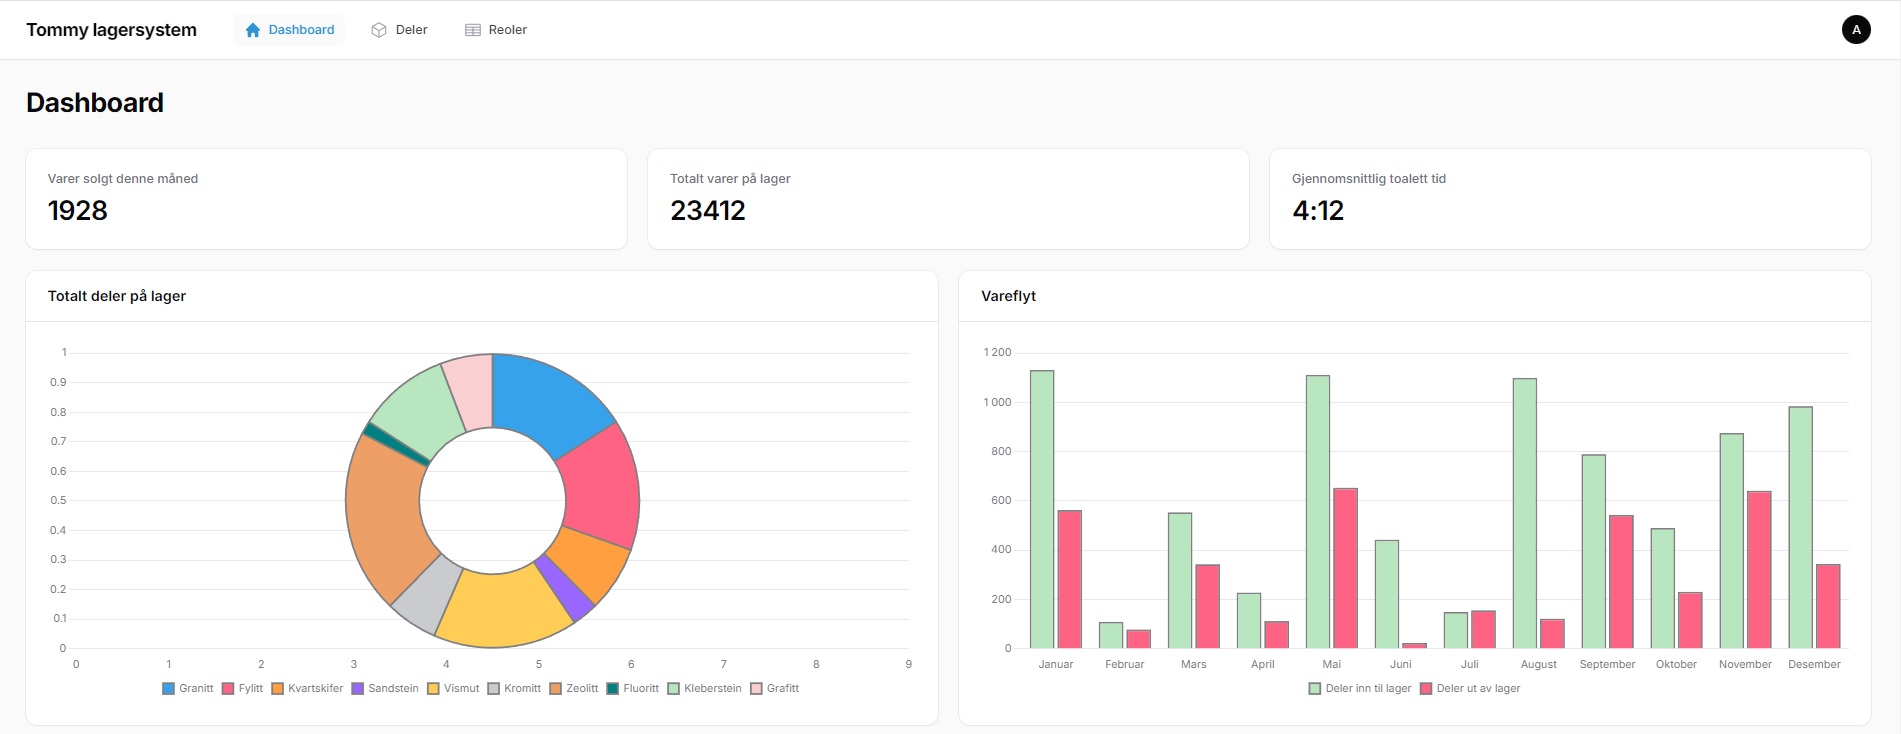 Tommy lagersystem Dashboard Deler Reoler A
Dashboard
Varer solgt denne måned
1928
Totalt varer på lager
23412
Gjennomsnittlig toalett tid
4:12
Totalt deler på lager
1
0.9
0.8
0.7
0.6
0.5
0.4
0.3
0.2
0.1
0
0 1 2 3 4 5 6 7 8 9
Granitt Fylitt Kvartskifer Sandstein Vismut Kromitt Zeolitt Fluoritt Kleberstein Grafitt
Vareflyt
1 200
1 000
800
600
400
200
0
Januar Februar Mars April Mai Juni Juli August September Oktober November Desember
Deler inn til lager Deler ut av lager